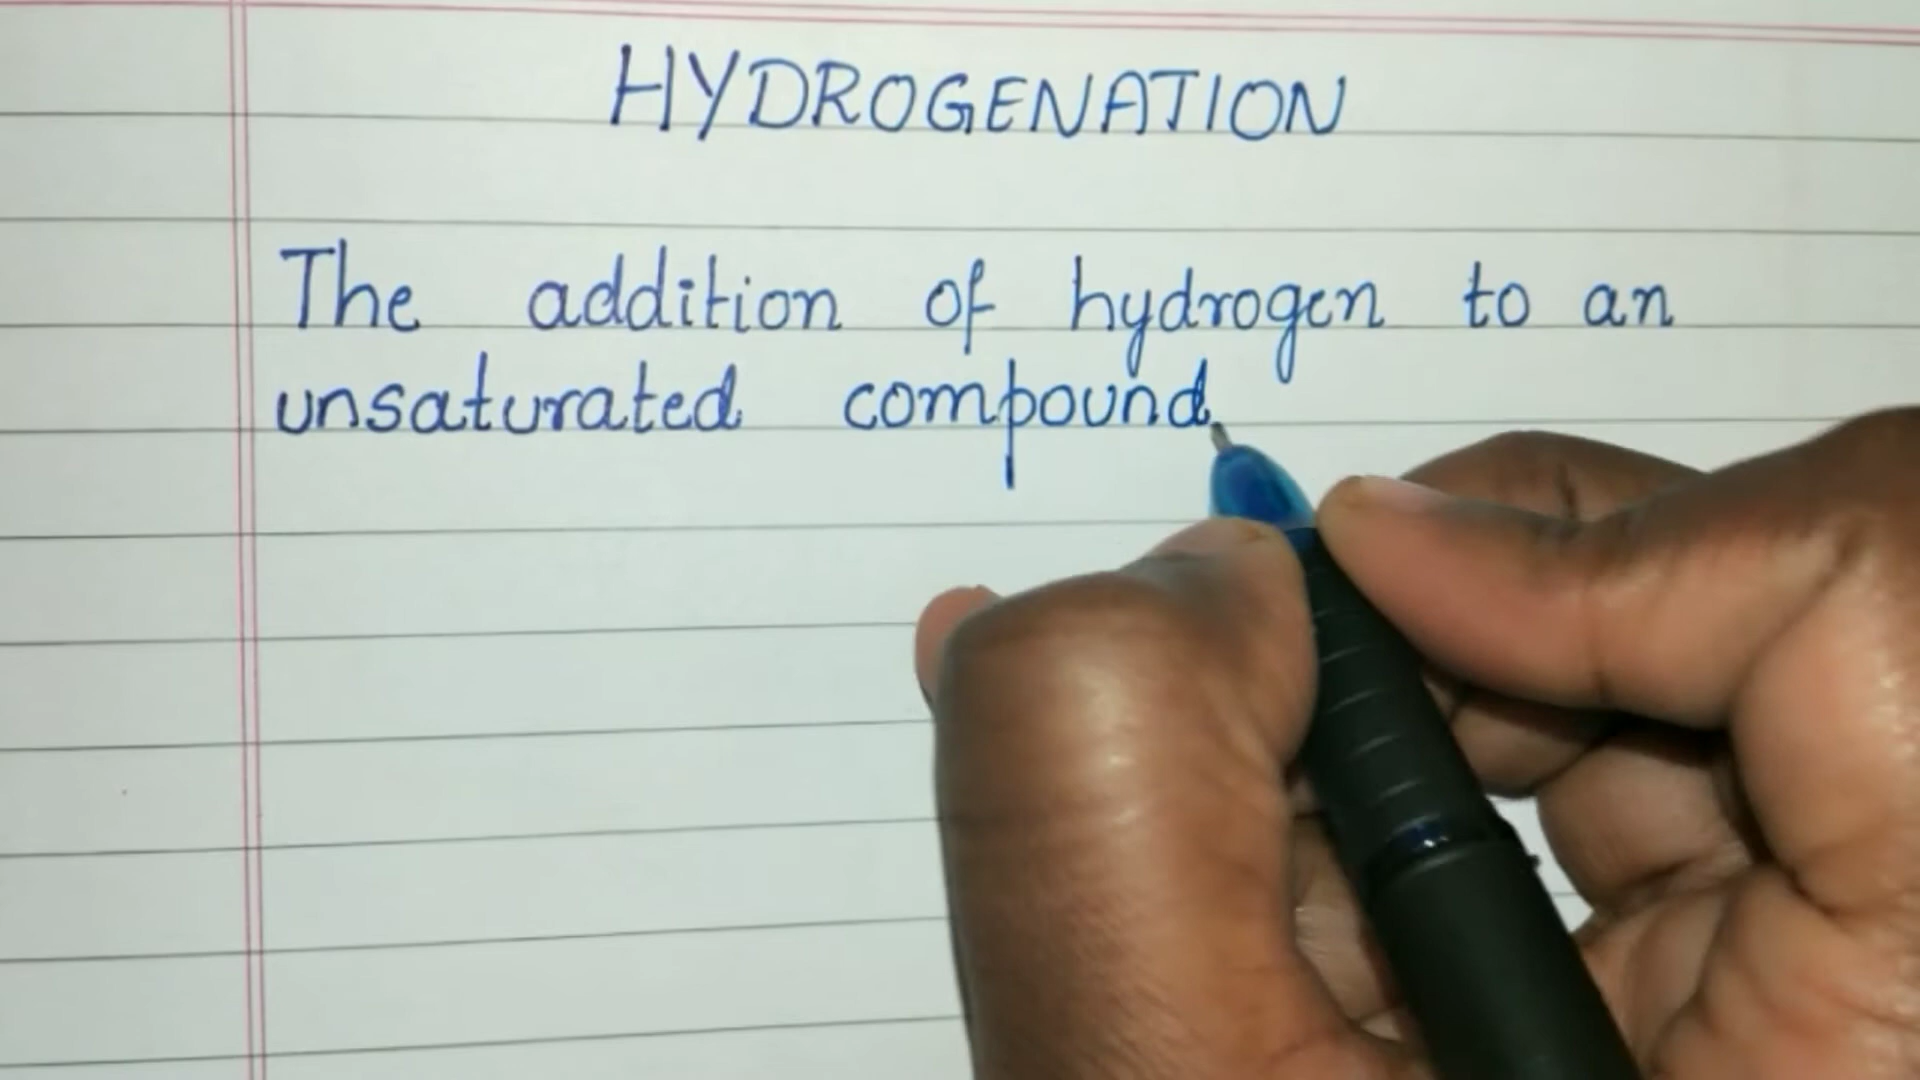 HYDROGENATION
The addition of hydrogen to an
unsaturated compound